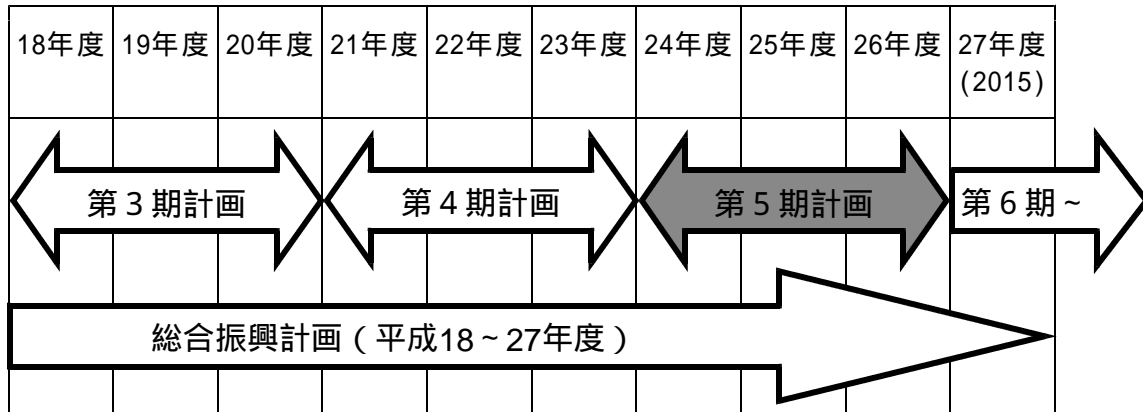 18年度 19年度 20年度 21年度 22年度 23年度 24年度 25年度 26年度 27年度
(2015)
第３期計画 第４期計画 第５期計画 第６期~
総合振興計画（平成18~27年度）